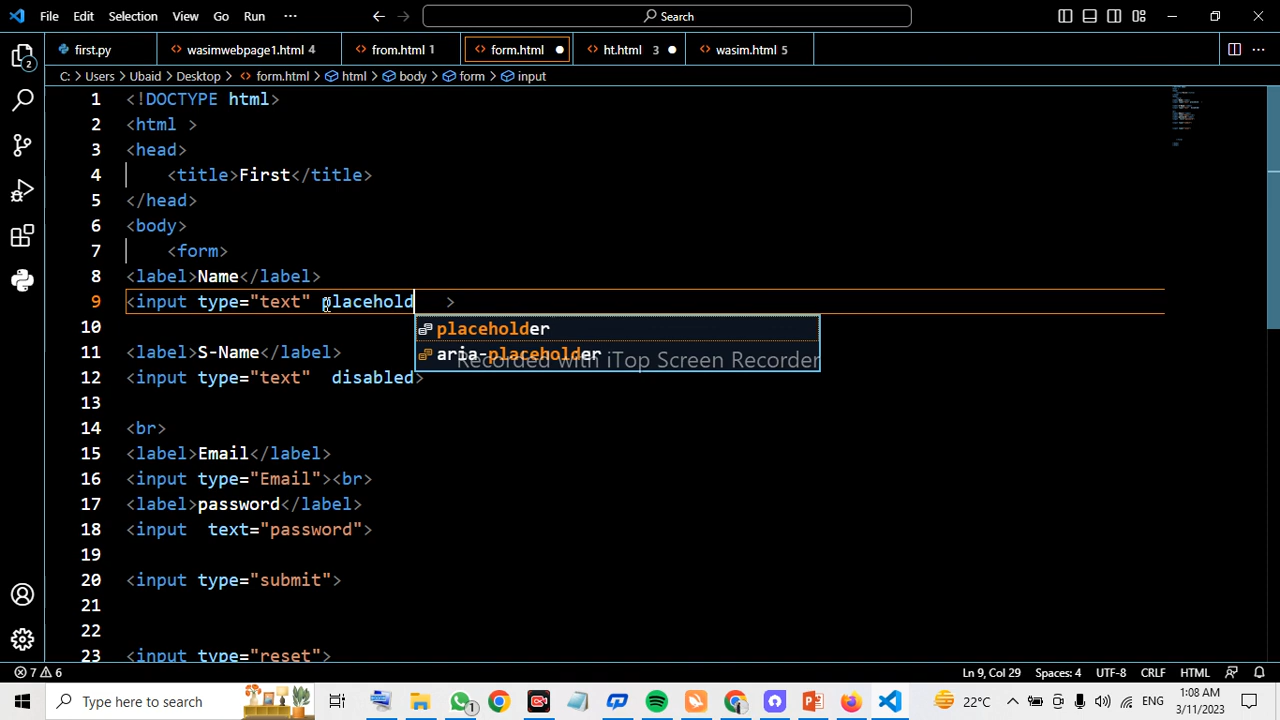 File Edit Selection View Go Run ··· Search
first.py wasimwebpage1.html 4 from.html 1 form.html ht.html 3 wasim.html 5
C: > Users > Ubaid > Desktop > form.html > html > body > form > input
1 <!DOCTYPE html>
2 <html >
3 <head>
4 <title>First</title>
5 </head>
6 <body>
7 <form>
8 <label>Name</label>
9 <input type="text" placehold >
placeholder
10
aria-placeholder
Recorded with iTop Screen Recorder
11 <label>S-Name</label>
12 <input type="text" disabled>
13
14 <br>
15 <label>Email</label>
16 <input type="Email"><br>
17 <label>password</label>
18 <input text="password">
19
20 <input type="submit">
21
22
23 <input type="reset">
2
7 6 Ln 9, Col 29 Spaces: 4 UTF-8 CRLF HTML
Type here to search 1 22°C ENG 1:08 AM
3/11/2023